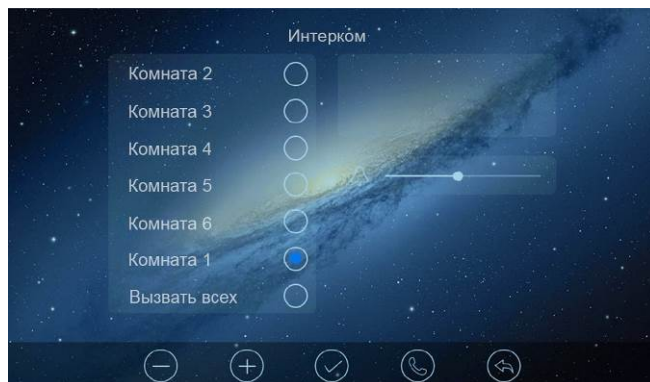 Интерком
Комната 2
Комната 3
Комната 4
Комната 5
Комната 6
Комната 1
Вызвать всех